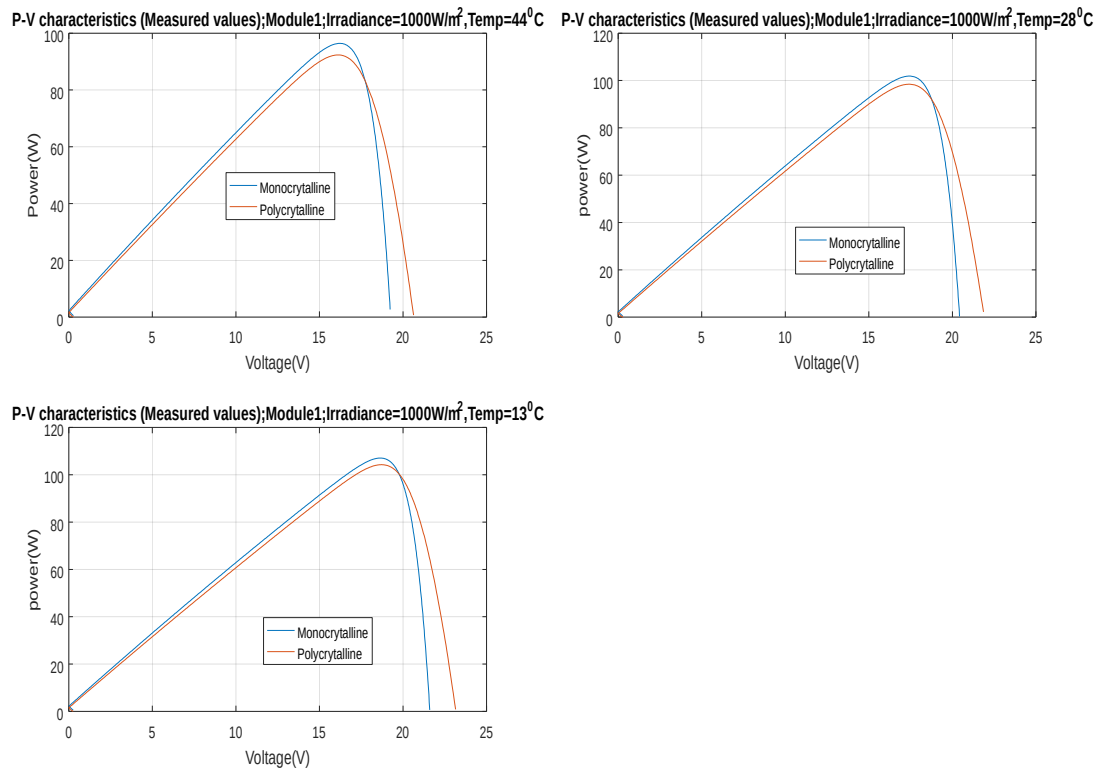 P-V characteristics (Measured values);Module1;Irradiance=1000W/m²,Temp=44⁰C
100
80
60
40
20
0
Power(W)
Monocrytalline
Polycrytalline
0 5 10 15 20 25
Voltage(V)
P-V characteristics (Measured values);Module1;Irradiance=1000W/m²,Temp=28⁰C
120
100
80
60
40
20
0
power(W)
Monocrytalline
Polycrytalline
0 5 10 15 20 25
Voltage(V)
P-V characteristics (Measured values);Module1;Irradiance=1000W/m²,Temp=13⁰C
120
100
80
60
40
20
0
power(W)
Monocrytalline
Polycrytalline
0 5 10 15 20 25
Voltage(V)